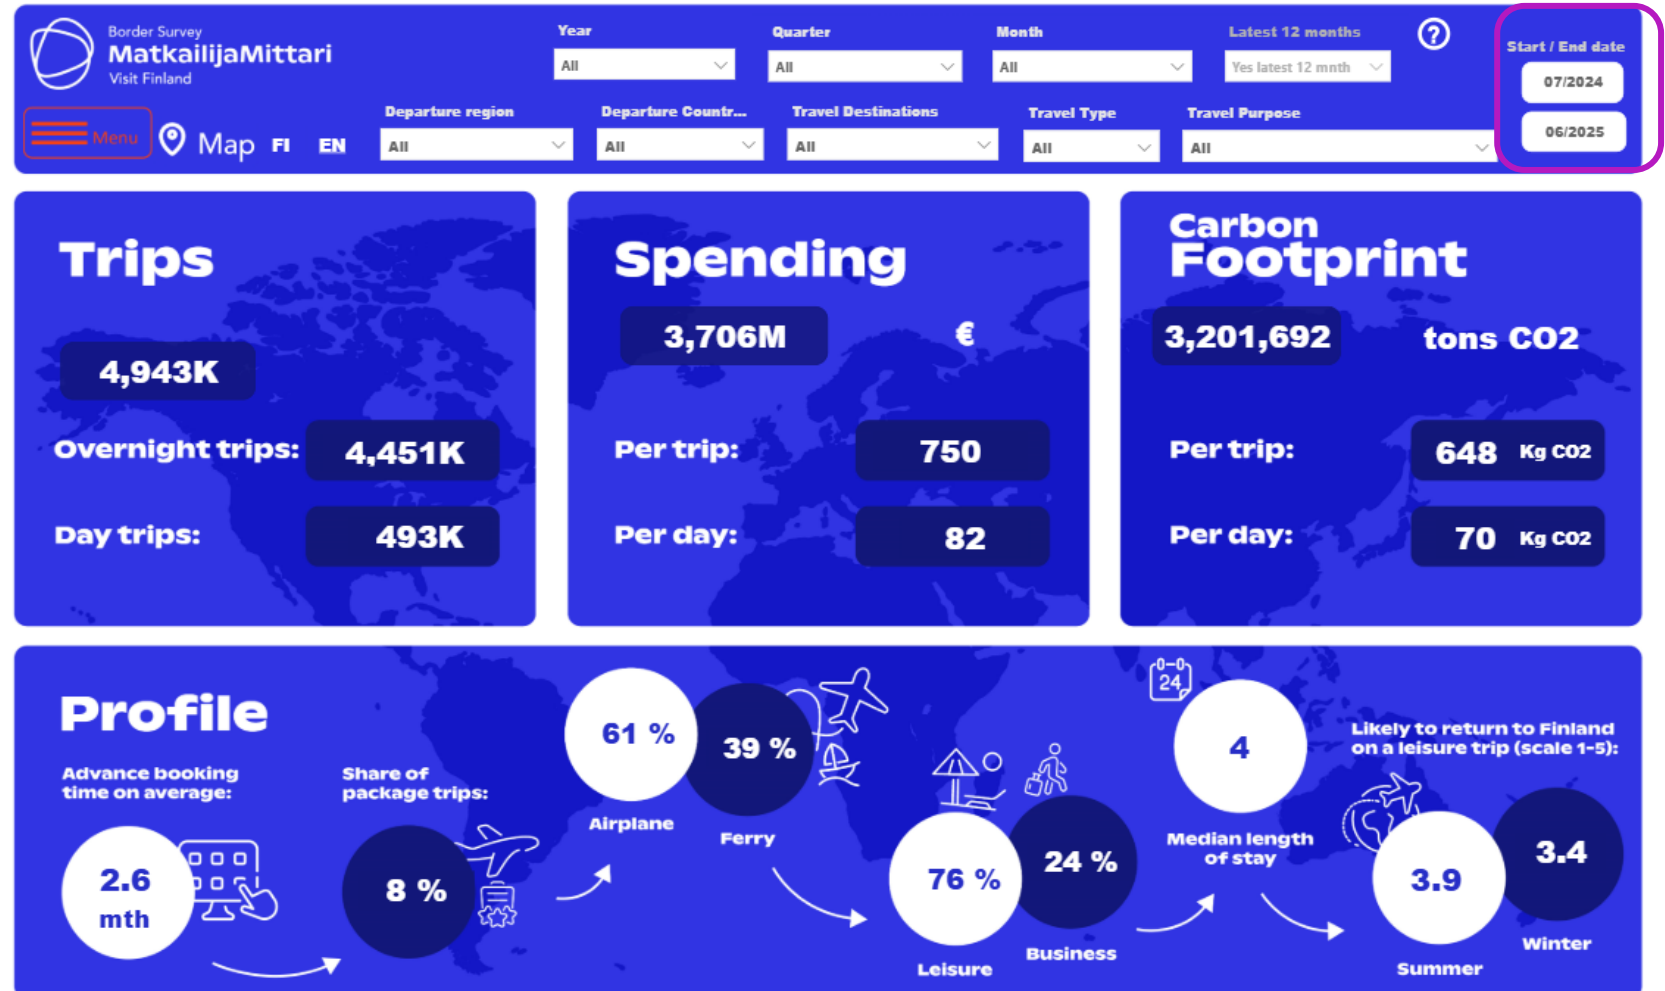 Border Survey
MatkailijaMittari
Visit Finland
Menu
Map FI EN
Year
All
Quarter
All
Month
All
Latest 12 months
Yes latest 12 mnth
?
Start / End date
07/2024
06/2025
Departure region
All
Departure Countr...
All
Travel Destinations
All
Travel Type
All
Travel Purpose
All
Trips
4,943K
Overnight trips: 4,451K
Day trips: 493K
Spending
3,706M €
Per trip: 750
Per day: 82
Carbon
Footprint
3,201,692 tons CO2
Per trip: 648 Kg CO2
Per day: 70 Kg CO2
Profile
Advance booking
time on average:
2.6
mth
Share of
package trips:
8 %
61 %
Airplane
39 %
Ferry
76 %
Leisure
24 %
Business
24
4
Median length
of stay
Likely to return to Finland
on a leisure trip (scale 1-5):
3.9
Summer
3.4
Winter